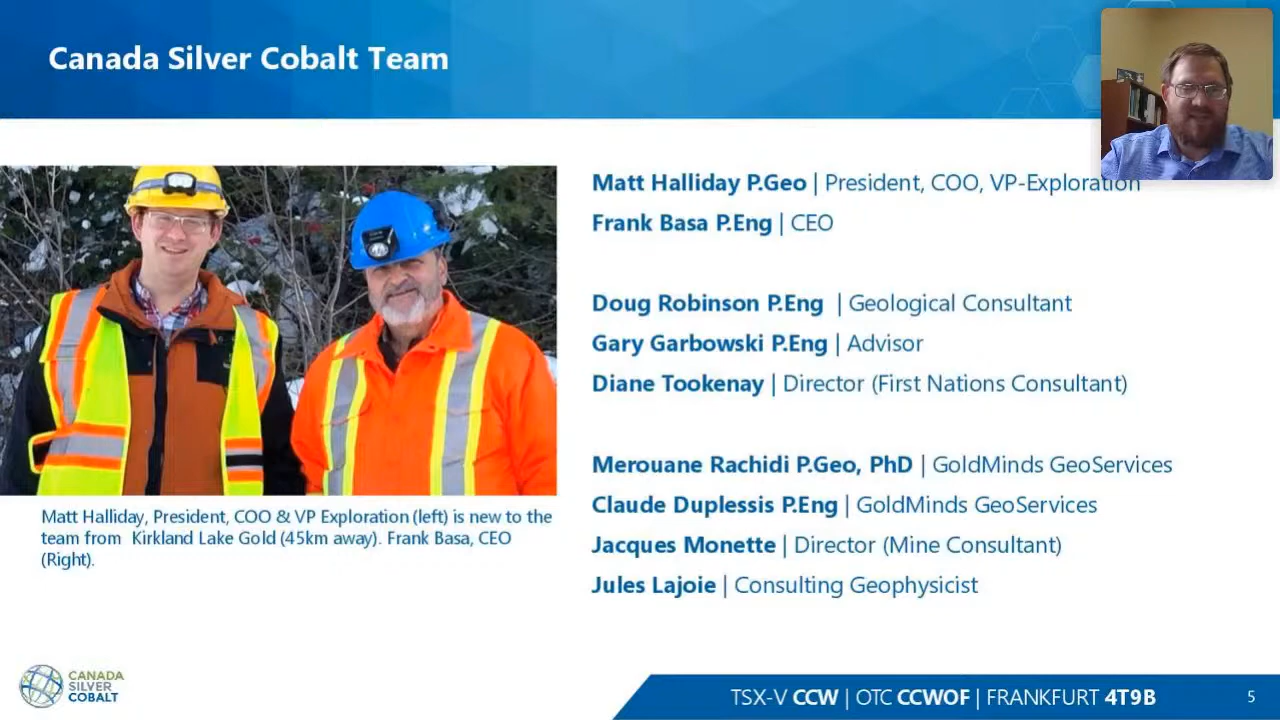 Canada Silver Cobalt Team
Matt Halliday P.Geo | President, COO, VP-Exploration
Frank Basa P.Eng | CEO
Doug Robinson P.Eng | Geological Consultant
Gary Garbowski P.Eng | Advisor
Diane Tookenay | Director (First Nations Consultant)
Merouane Rachidi P.Geo, PhD | GoldMinds GeoServices
Claude Duplessis P.Eng | GoldMinds GeoServices
Jacques Monette | Director (Mine Consultant)
Jules Lajoie | Consulting Geophysicist
Matt Halliday, President, COO & VP Exploration (left) is new to the
team from Kirkland Lake Gold (45km away). Frank Basa, CEO
(Right).
CANADA
SILVER
COBALT
TSX-V CCW | OTC CCWOF | FRANKFURT 4T9B
5